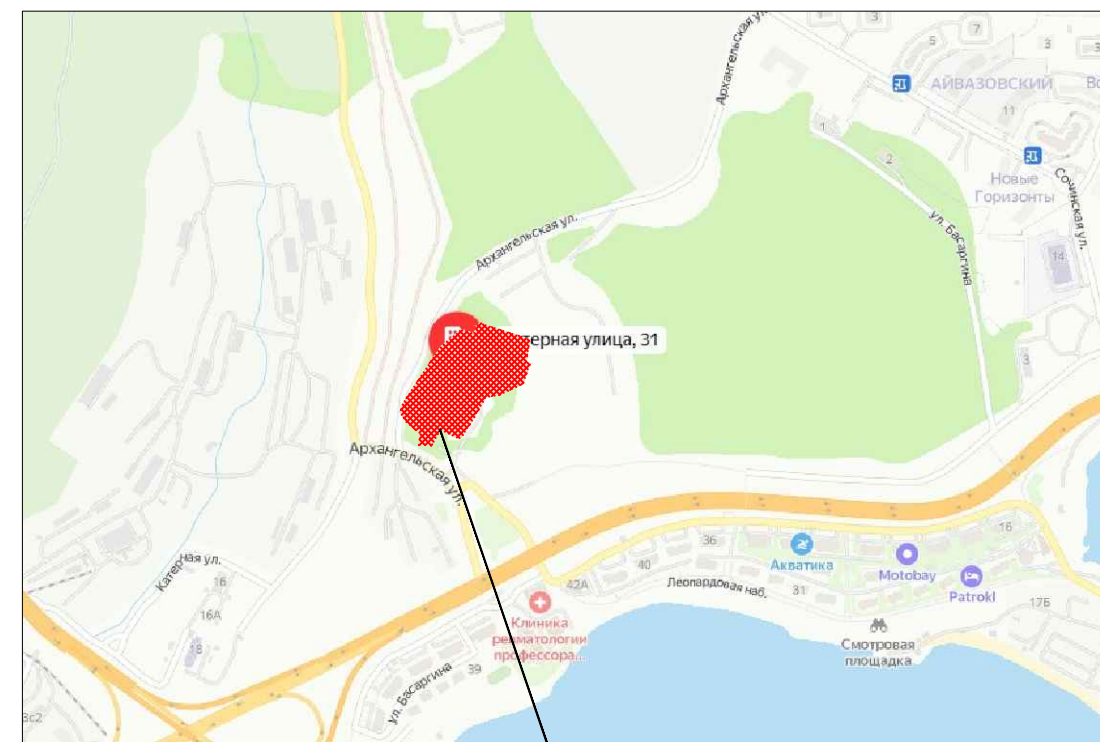 Архангельская ул.
3
5
7
3
АЙВАЗОВСКИЙ
11
1
2
Новые
Горизонты
Сочинская ул.
ул. Басаргина
14
Архангельская ул.
терная улица, 31
3
Архангельская ул.
Катерная ул.
16
16А
18
3с2
36
40
42А
Акватика
Леопардовая наб.
31
Motobay
Patrokl
16
17Б
Клиника
ревматологии
профессора...
Смотровая
площадка
39
ул. Басаргина